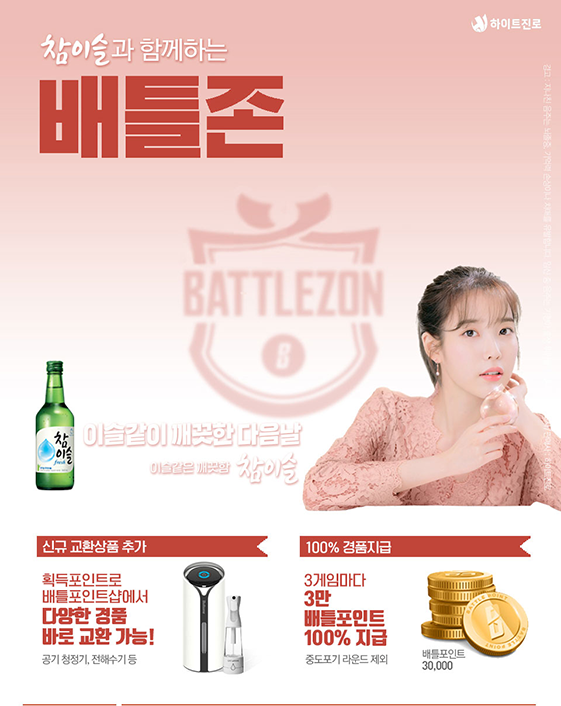 하이트진로
참이슬과 함께하는
배틀존
BATTLEZON
B
참이슬
fresh
이슬같이 깨끗한 다음날
이슬같은 깨끗함 참이슬
신규 교환상품 추가
획득포인트로
배틀포인트샵에서
다양한 경품
바로 교환 가능!
공기 청정기, 전해수기 등
100% 경품지급
3게임마다
3만
배틀포인트
100% 지급
중도포기 라운드 제외
BATTLE POINT
배틀포인트
30,000